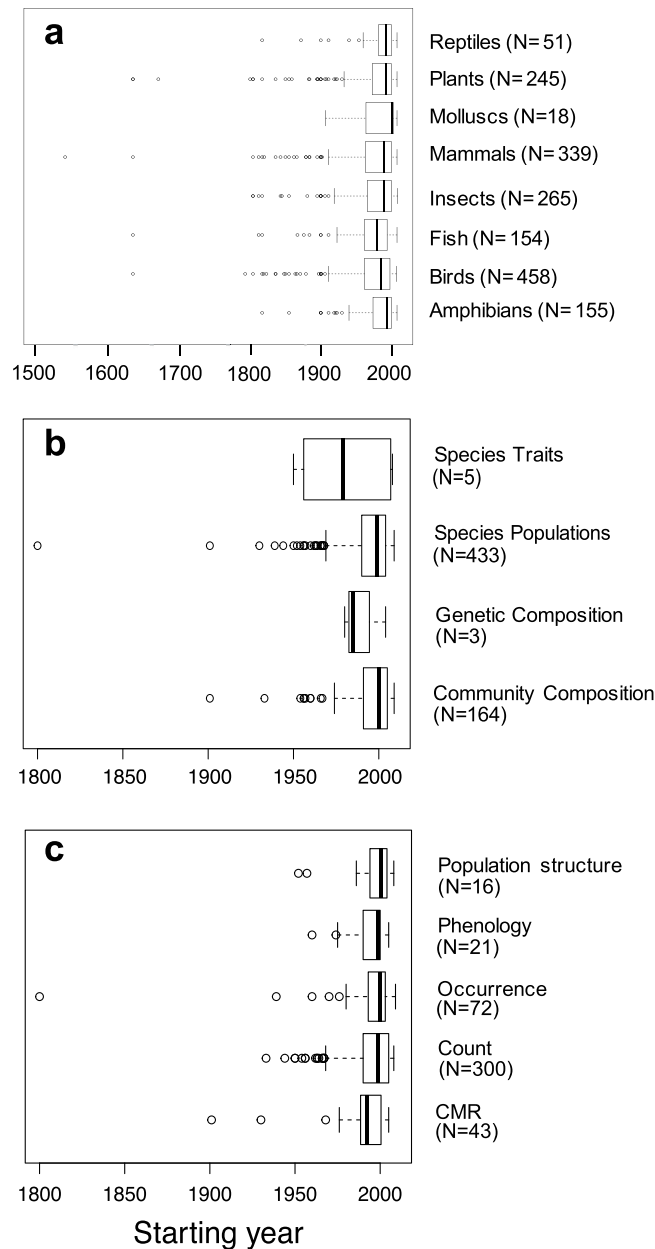 a
Reptiles (N= 51)
Plants (N= 245)
Molluscs (N=18)
Mammals (N= 339)
Insects (N= 265)
Fish (N= 154)
Birds (N= 458)
Amphibians (N= 155)
1500 1600 1700 1800 1900 2000
b
Species Traits
(N=5)
Species Populations
(N=433)
Genetic Composition
(N=3)
Community Composition
(N=164)
1800 1850 1900 1950 2000
c
Population structure
(N=16)
Phenology
(N=21)
Occurrence
(N=72)
Count
(N=300)
CMR
(N=43)
1800 1850 1900 1950 2000
Starting year